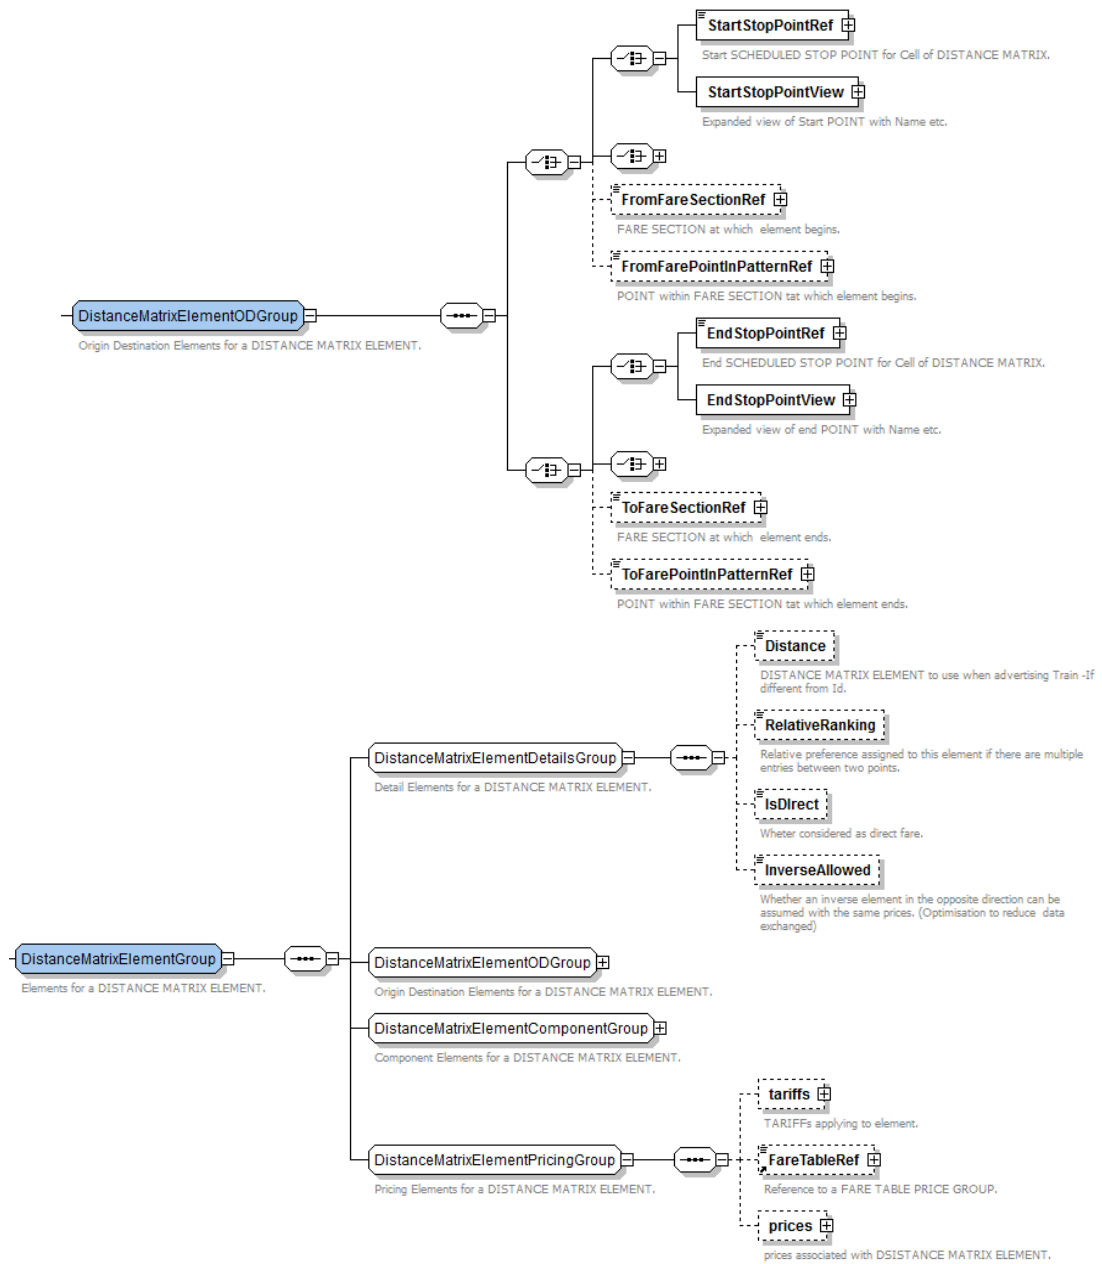 StartStopPointRef
Start SCHEDULED STOP POINT for Cell of DISTANCE MATRIX.
StartStopPointView
Expanded view of Start POINT with Name etc.
FromFareSectionRef
FARE SECTION at which element begins.
FromFarePointInPatternRef
POINT within FARE SECTION tat which element begins.
DistanceMatrixElementODGroup
Origin Destination Elements for a DISTANCE MATRIX ELEMENT.
EndStopPointRef
End SCHEDULED STOP POINT for Cell of DISTANCE MATRIX.
EndStopPointView
Expanded view of end POINT with Name etc.
ToFareSectionRef
FARE SECTION at which element ends.
ToFarePointInPatternRef
POINT within FARE SECTION tat which element ends.
Distance
DISTANCE MATRIX ELEMENT to use when advertising Train -If
different from Id.
RelativeRanking
Relative preference assigned to this element if there are multiple
entries between two points.
IsDIrect
Wheter considered as direct fare.
InverseAllowed
Whether an inverse element in the opposite direction can be
assumed with the same prices. (Optimisation to reduce data
exchanged)
DistanceMatrixElementDetailsGroup
Detail Elements for a DISTANCE MATRIX ELEMENT.
DistanceMatrixElementGroup
Elements for a DISTANCE MATRIX ELEMENT.
DistanceMatrixElementODGroup
Origin Destination Elements for a DISTANCE MATRIX ELEMENT.
DistanceMatrixElementComponentGroup
Component Elements for a DISTANCE MATRIX ELEMENT.
DistanceMatrixElementPricingGroup
Pricing Elements for a DISTANCE MATRIX ELEMENT.
tariffs
TARIFFs applying to element.
FareTableRef
Reference to a FARE TABLE PRICE GROUP.
prices
prices associated with DSISTANCE MATRIX ELEMENT.